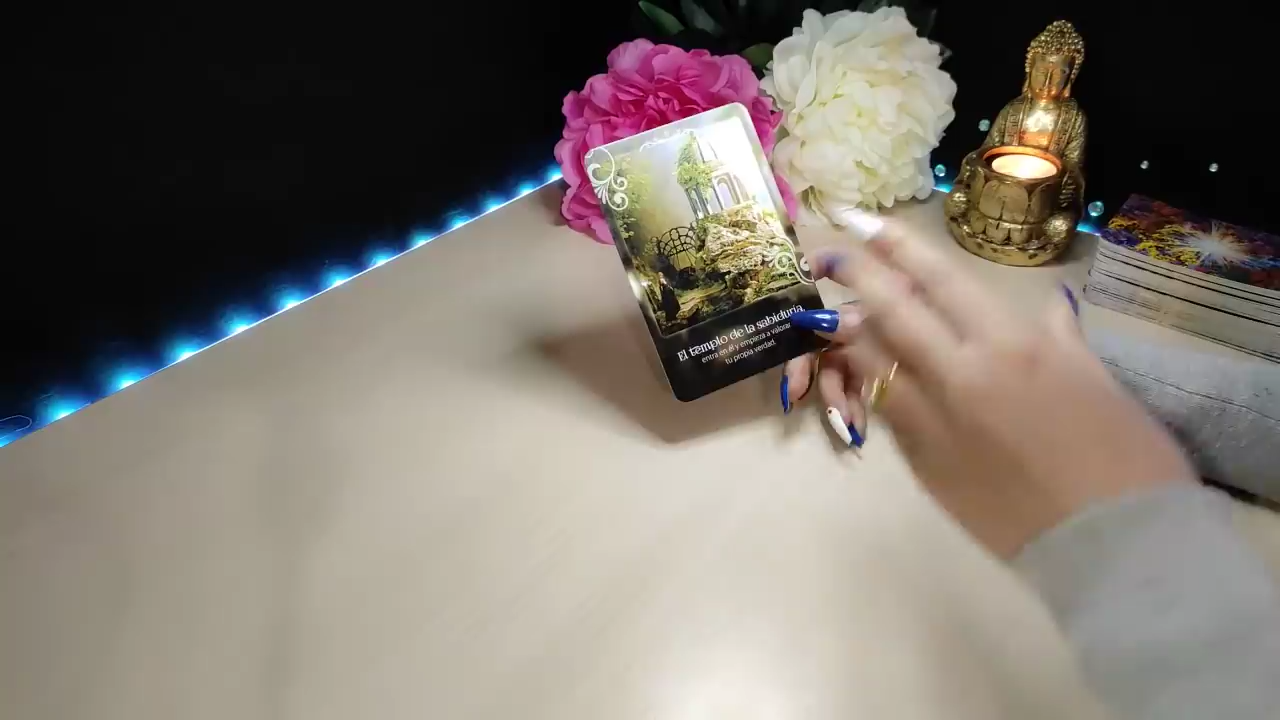 El templo de la sabiduría,
entra en él y empieza a valorar
tu propia verdad.